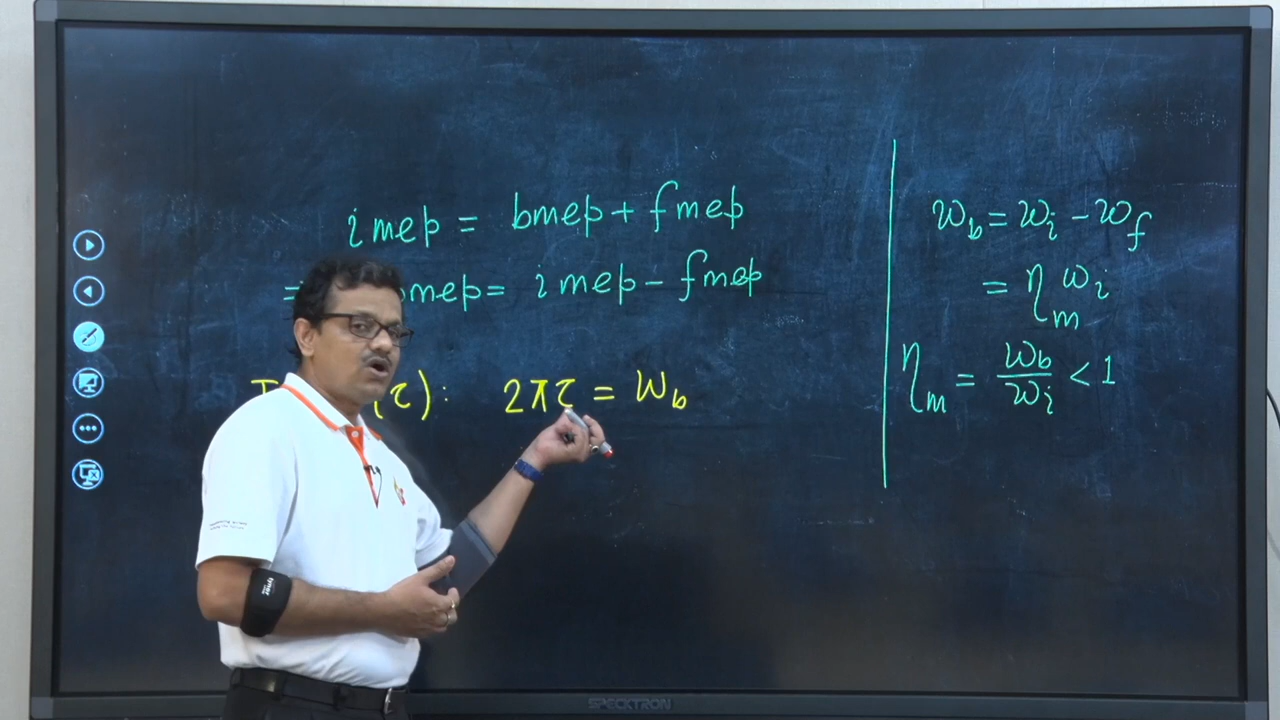 imep = bmep + fmep
= bmep = imep - fmep
(τ): 2πτ = W_b
w_b = w_i - w_f
= η_m w_i
η_m = w_b / w_i < 1
SPECKTRON